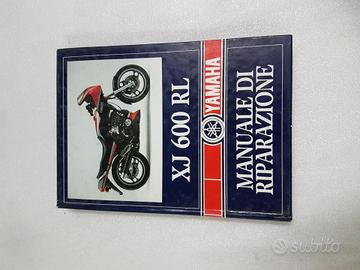 XJ 600 RL
YAMAHA
MANUALE DI
RIPARAZIONE
subito